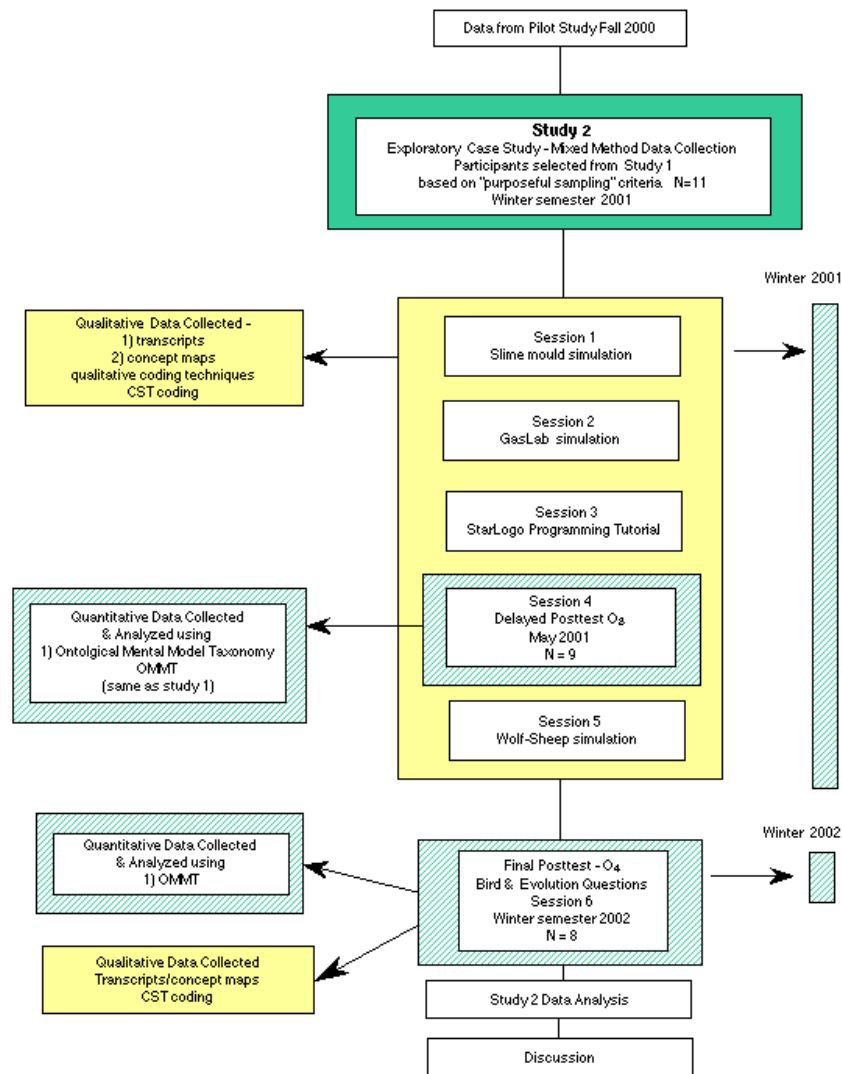 Data from Pilot Study Fall 2000
Study 2
Exploratory Case Study - Mixed Method Data Collection
Participants selected from Study 1
based on "purposeful sampling" criteria N=11
Winter semester 2001
Winter 2001
Qualitative Data Collected -
1) transcripts
2) concept maps
qualitative coding techniques
CST coding
Session 1
Slime mould simulation
Session 2
GasLab simulation
Session 3
StarLogo Programming Tutorial
Quantitative Data Collected
& Analyzed using
1) Ontolgical Mental Model Taxonomy
OMMT
(same as study 1)
Session 4
Delayed Posttest O₃
May 2001
N = 9
Session 5
Wolf-Sheep simulation
Winter 2002
Quantitative Data Collected
& Analyzed using
1) OMMT
Final Posttest - O₄
Bird & Evolution Questions
Session 6
Winter semester 2002
N = 8
Qualitative Data Collected
Transcripts/concept maps
CST coding
Study 2 Data Analysis
Discussion